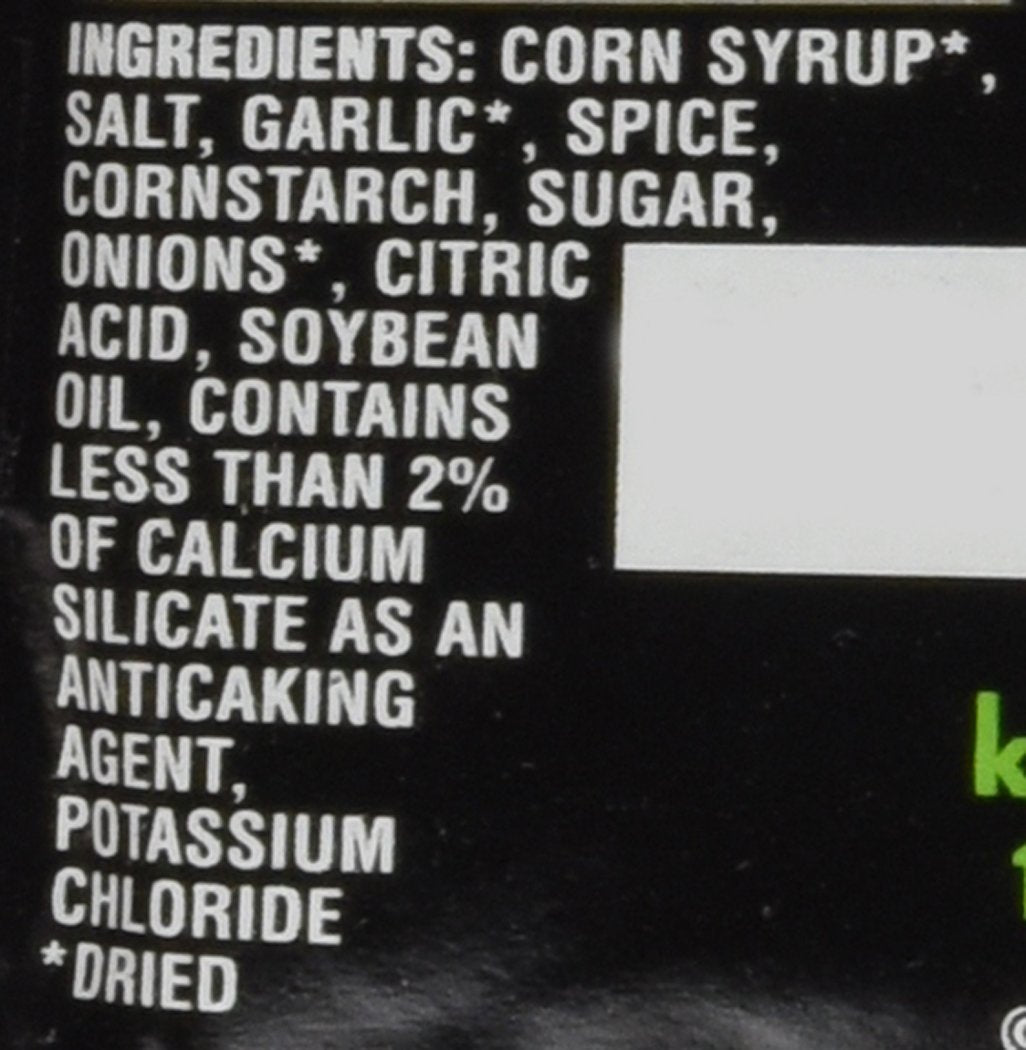 INGREDIENTS: CORN SYRUP*,
SALT, GARLIC*, SPICE,
CORNSTARCH, SUGAR,
ONIONS*, CITRIC
ACID, SOYBEAN
OIL, CONTAINS
LESS THAN 2%
OF CALCIUM
SILICATE AS AN
ANTICAKING
AGENT,
POTASSIUM
CHLORIDE
*DRIED